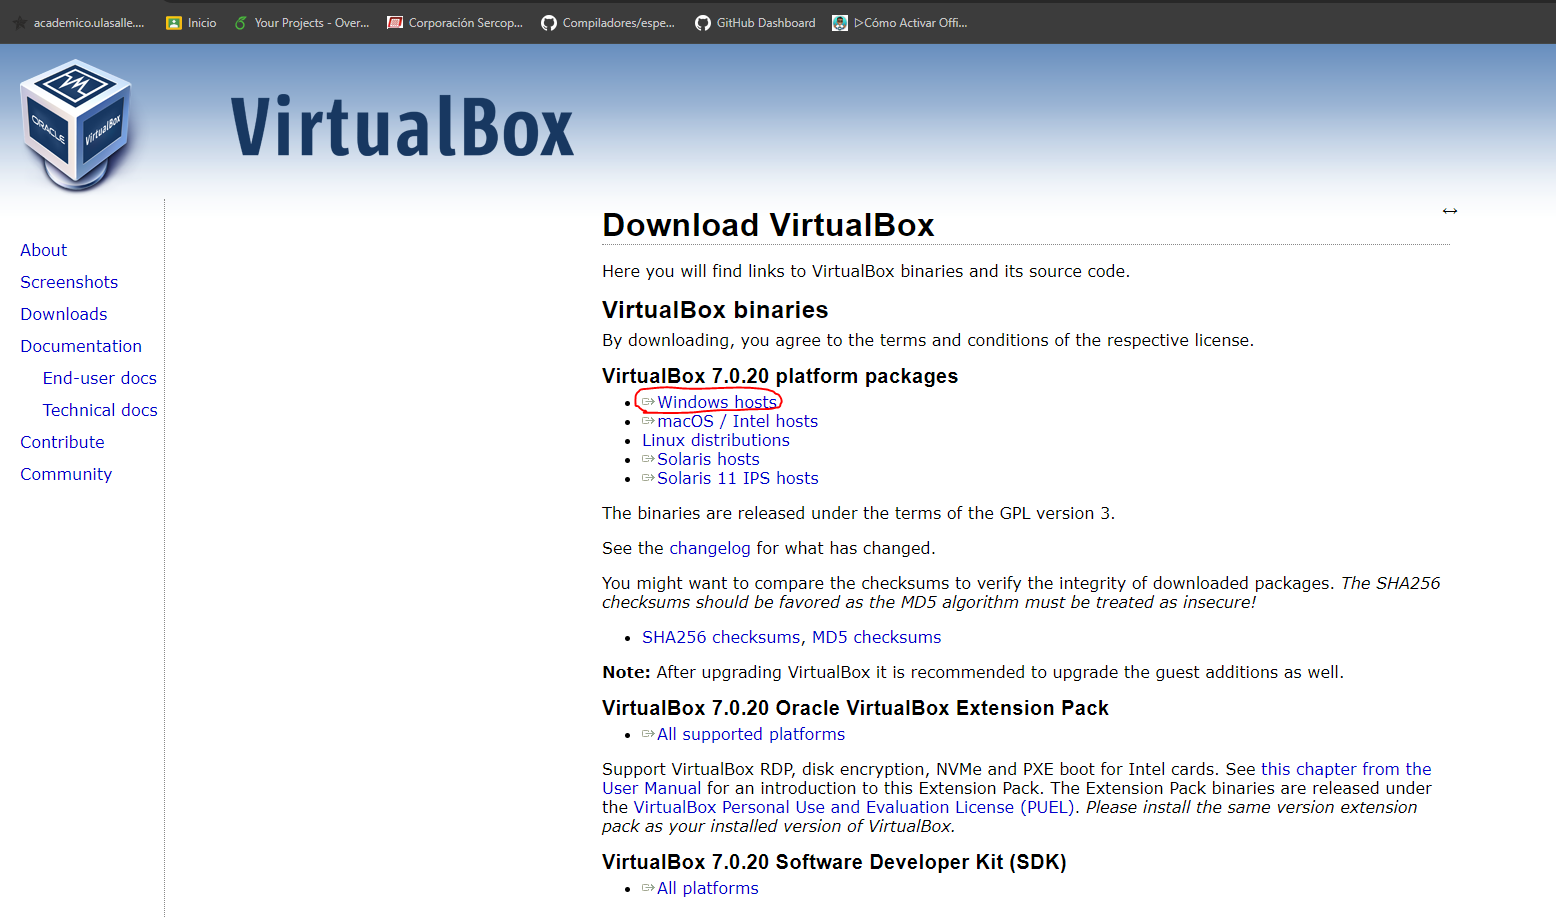 academico.ulasalle....
Inicio
Your Projects - Over...
Corporación Sercop...
Compiladores/espe...
GitHub Dashboard
▷Cómo Activar Offi...
ORACLE
VirtualBox
VirtualBox
About
Screenshots
Downloads
Documentation
End-user docs
Technical docs
Contribute
Community
Download VirtualBox
Here you will find links to VirtualBox binaries and its source code.
VirtualBox binaries
By downloading, you agree to the terms and conditions of the respective license.
VirtualBox 7.0.20 platform packages
Windows hosts
macOS / Intel hosts
Linux distributions
Solaris hosts
Solaris 11 IPS hosts
The binaries are released under the terms of the GPL version 3.
See the changelog for what has changed.
You might want to compare the checksums to verify the integrity of downloaded packages. The SHA256
checksums should be favored as the MD5 algorithm must be treated as insecure!
SHA256 checksums, MD5 checksums
Note: After upgrading VirtualBox it is recommended to upgrade the guest additions as well.
VirtualBox 7.0.20 Oracle VirtualBox Extension Pack
All supported platforms
Support VirtualBox RDP, disk encryption, NVMe and PXE boot for Intel cards. See this chapter from the
User Manual for an introduction to this Extension Pack. The Extension Pack binaries are released under
the VirtualBox Personal Use and Evaluation License (PUEL). Please install the same version extension
pack as your installed version of VirtualBox.
VirtualBox 7.0.20 Software Developer Kit (SDK)
All platforms